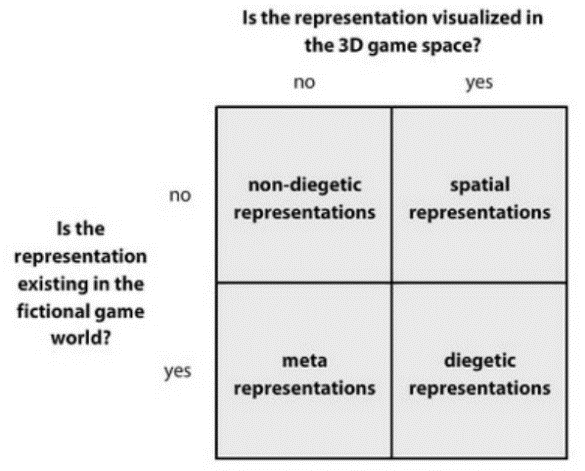 Is the representation visualized in
the 3D game space?
no yes
non-diegetic
representations
spatial
representations
no
Is the
representation
existing in the
fictional game
world?
yes
meta
representations
diegetic
representations